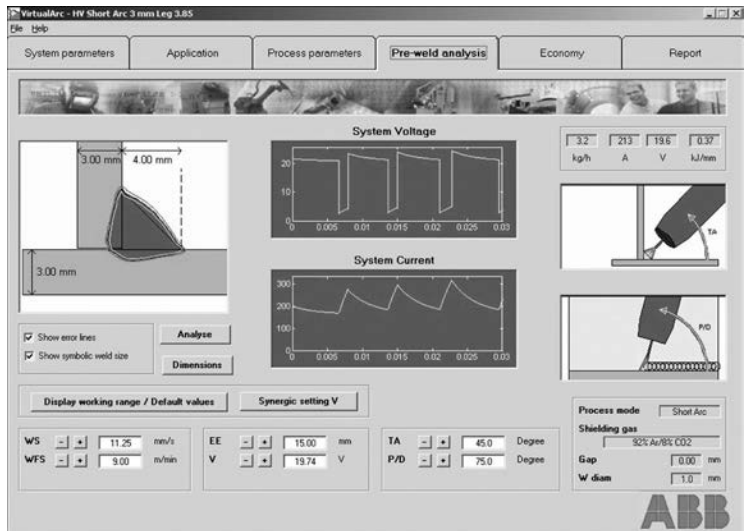 VirtualArc - HV Short Arc 3 mm Leg 3.85
File Help
System parameters
Application
Process parameters
Pre-weld analysis
Economy
Report
3.00 mm
4.00 mm
3.00 mm
System Voltage
20
10
0
0 0.005 0.01 0.015 0.02 0.025 0.03
System Current
300
200
100
0
0 0.005 0.01 0.015 0.02 0.025 0.03
3.2 213 19.6 0.37
kg/h A V kJ/mm
TA
P/D
Show error lines
Show symbolic weld size
Analyse
Dimensions
Display working range / Default values
Synergic setting V
WS - + 11.25 mm/s
WFS - + 9.00 m/min
EE - + 15.00 mm
V - + 19.74 V
TA - + 45.0 Degree
P/D - + 75.0 Degree
Process mode Short Arc
Shielding gas
92% Ar/8% CO2
Gap 0.00 mm
W diam 1.0 mm
ABB